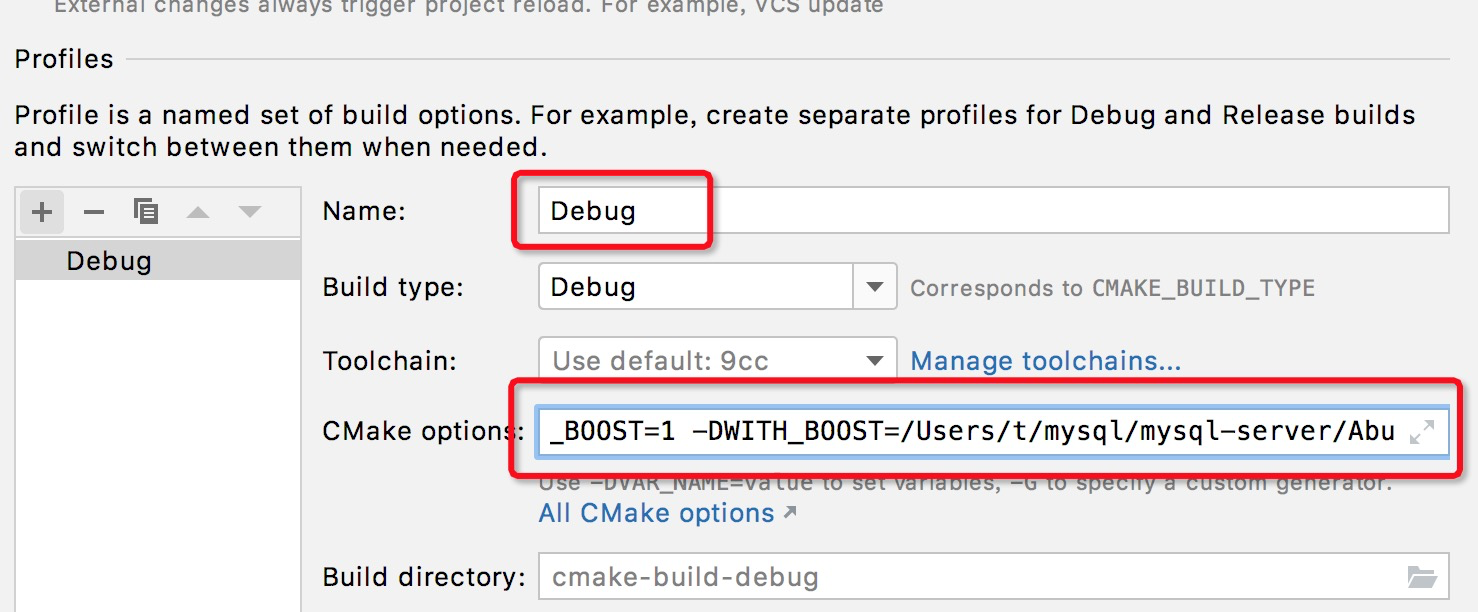 External changes always trigger project reload. For example, VCS update
Profiles
Profile is a named set of build options. For example, create separate profiles for Debug and Release builds
and switch between them when needed.
Debug
Name: Debug
Build type: Debug Corresponds to CMAKE_BUILD_TYPE
Toolchain: Use default: 9cc Manage toolchains...
CMake options: _BOOST=1 -DWITH_BOOST=/Users/t/mysql/mysql-server/Abu
Use -DVAR_NAME=value to set variables, -G to specify a custom generator.
All CMake options ↗
Build directory: cmake-build-debug